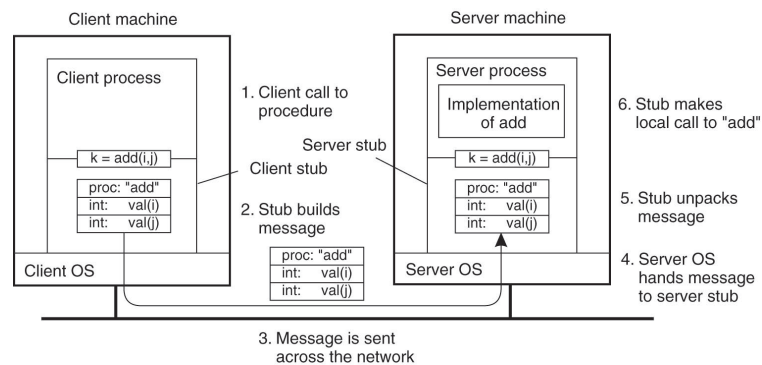 Client machine
Server machine
Client process
1. Client call to
procedure
Server process
Implementation
of add
6. Stub makes
local call to "add"
Server stub
k = add(i,j)
k = add(i,j)
Client stub
proc: "add"
int: val(i)
int: val(j)
proc: "add"
int: val(i)
int: val(j)
5. Stub unpacks
message
2. Stub builds
message
proc: "add"
int: val(i)
int: val(j)
Client OS
Server OS
4. Server OS
hands message
to server stub
3. Message is sent
across the network